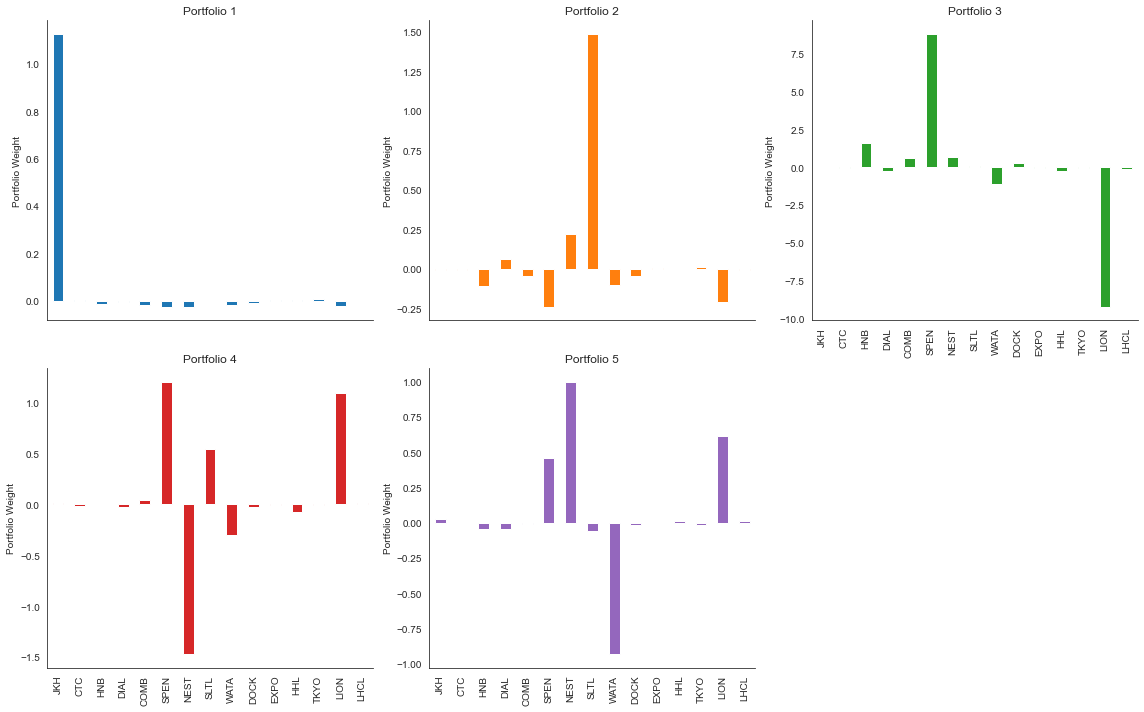 Portfolio 1
Portfolio Weight
1.0
0.8
0.6
0.4
0.2
0.0
Portfolio 2
Portfolio Weight
1.50
1.25
1.00
0.75
0.50
0.25
0.00
−0.25
Portfolio 3
Portfolio Weight
7.5
5.0
2.5
0.0
−2.5
−5.0
−7.5
−10.0
JKH
CTC
HNB
DIAL
COMB
SPEN
NEST
SLTL
WATA
DOCK
EXPO
HHL
TKYO
LION
LHCL
Portfolio 4
Portfolio Weight
1.0
0.5
0.0
−0.5
−1.0
−1.5
JKH
CTC
HNB
DIAL
COMB
SPEN
NEST
SLTL
WATA
DOCK
EXPO
HHL
TKYO
LION
LHCL
Portfolio 5
Portfolio Weight
1.00
0.75
0.50
0.25
0.00
−0.25
−0.50
−0.75
−1.00
JKH
CTC
HNB
DIAL
COMB
SPEN
NEST
SLTL
WATA
DOCK
EXPO
HHL
TKYO
LION
LHCL